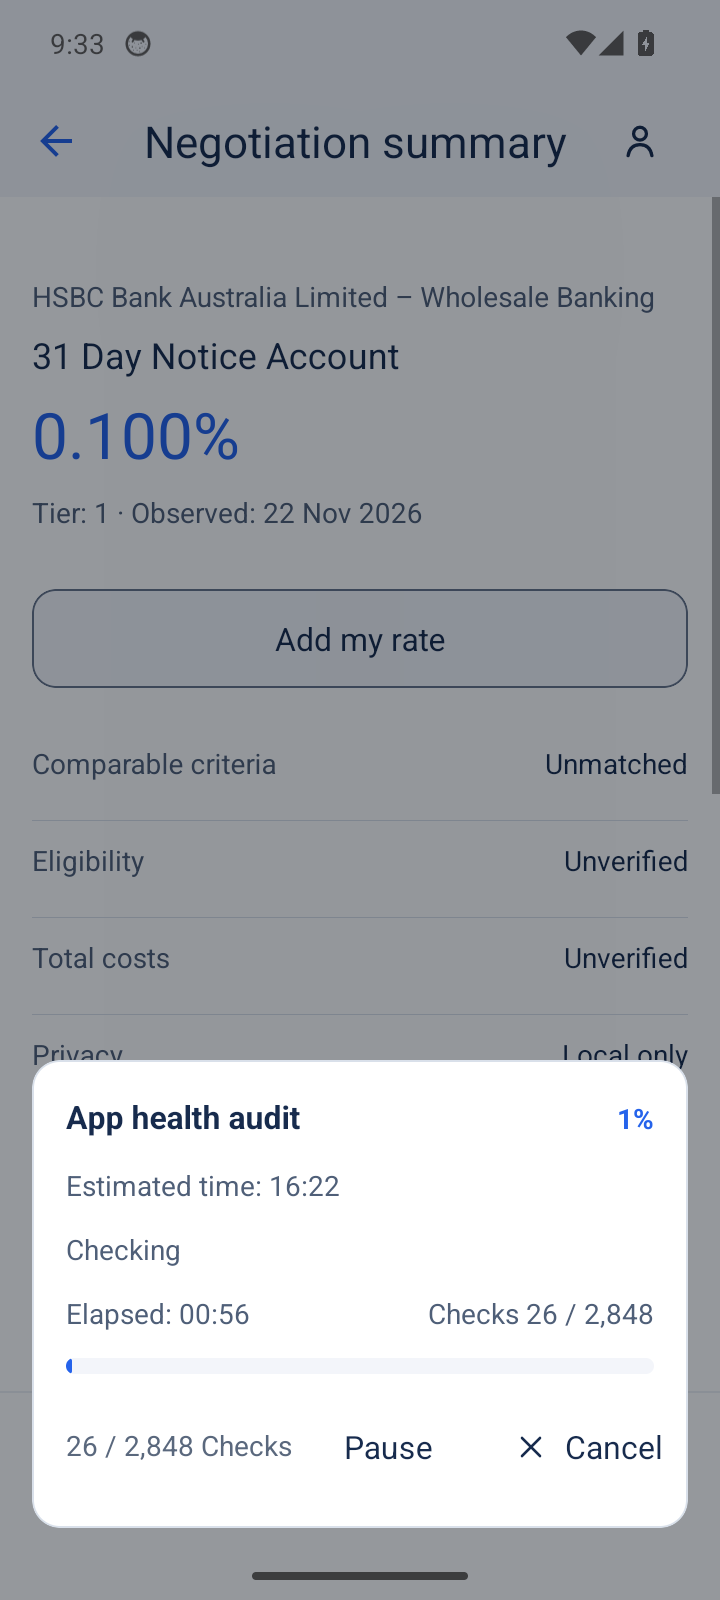 9:33
Negotiation summary
HSBC Bank Australia Limited – Wholesale Banking
31 Day Notice Account
0.100%
Tier: 1 · Observed: 22 Nov 2026
Add my rate
Comparable criteria Unmatched
Eligibility Unverified
Total costs Unverified
Privacy Local only
App health audit 1%
Estimated time: 16:22
Checking
Elapsed: 00:56 Checks 26 / 2,848
26 / 2,848 Checks Pause Cancel